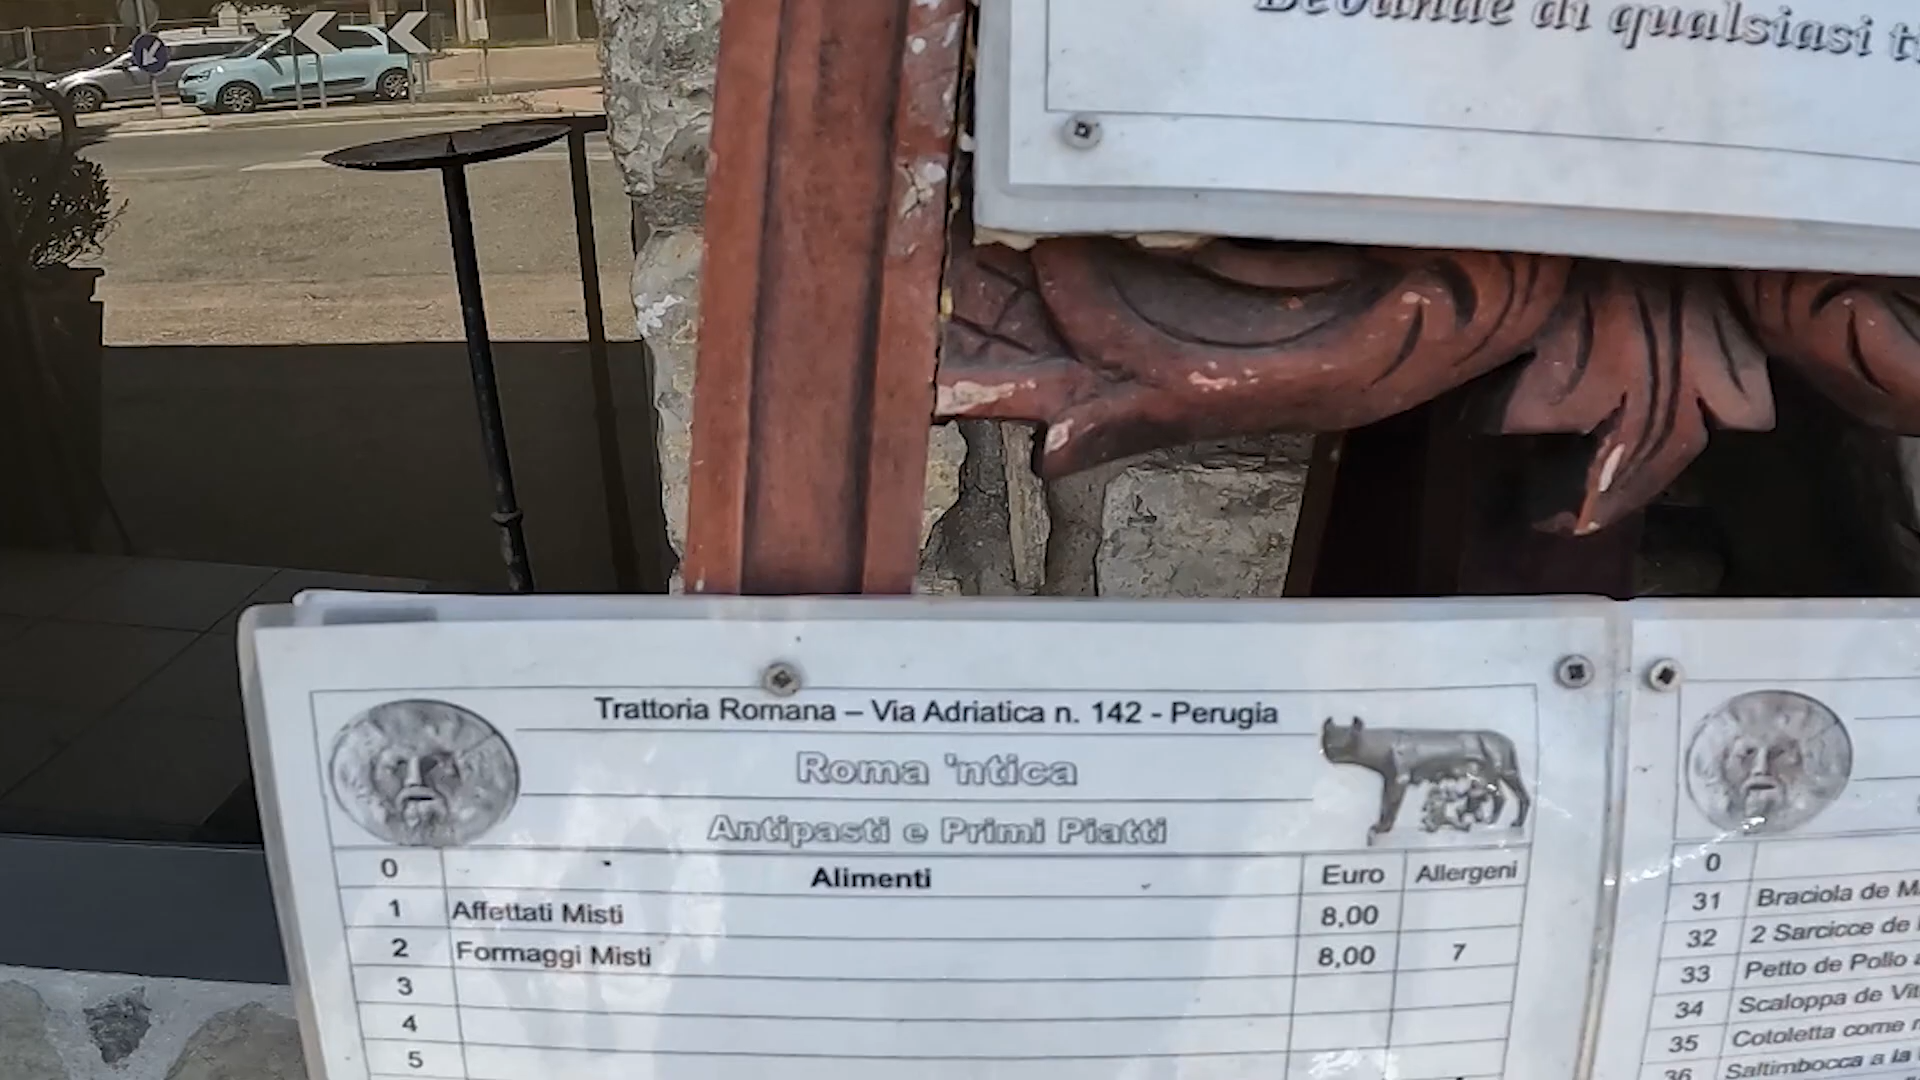 Bevande di qualsiasi
Trattoria Romana – Via Adriatica n. 142 - Perugia
Roma 'ntica
Antipasti e Primi Piatti
0 Alimenti Euro Allergeni
1 Affettati Misti 8,00
2 Formaggi Misti 8,00 7
3
4
5
0
31 Braciola de
32 2 Sarcicce de
33 Petto de Pollo
34 Scaloppa de
35 Cotoletta come
36 Saltimbocca a la